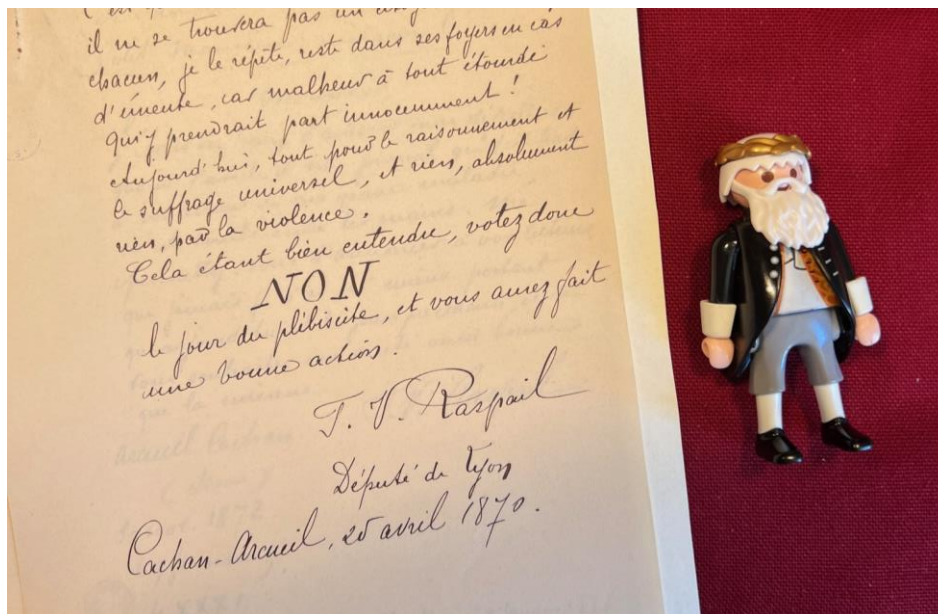 il ne se trouvera pas un
chacun, je le répète, reste dans ses foyers en cas
d'émeute, car malheur à tout étourdi
qui y prendrait part innocemment !
Aujourd'hui, tout pour le raisonnement et
le suffrage universel, et rien, absolument
rien, par la violence.
Cela étant bien entendu, votez donc
NON
le jour du plébiscite, et vous aurez fait
une bonne action.
F. V. Raspail
Député de Lyon
Cachan-Arcueil, 25 avril 1870.